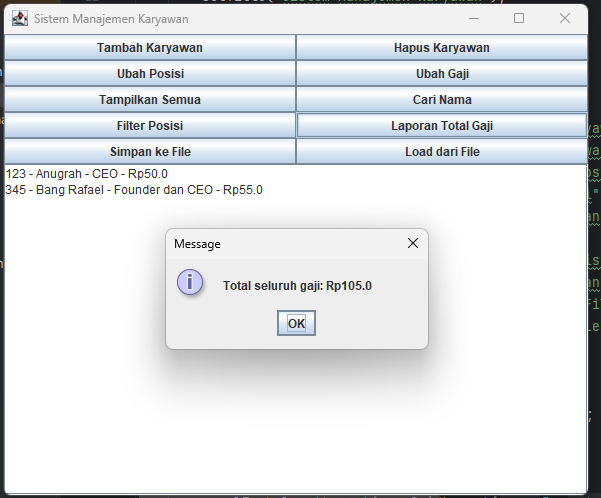 Sistem Manajemen Karyawan
Tambah Karyawan Hapus Karyawan
Ubah Posisi Ubah Gaji
Tampilkan Semua Cari Nama
Filter Posisi Laporan Total Gaji
Simpan ke File Load dari File
123 - Anugrah - CEO - Rp50.0
345 - Bang Rafael - Founder dan CEO - Rp55.0
Message
Total seluruh gaji: Rp105.0
OK